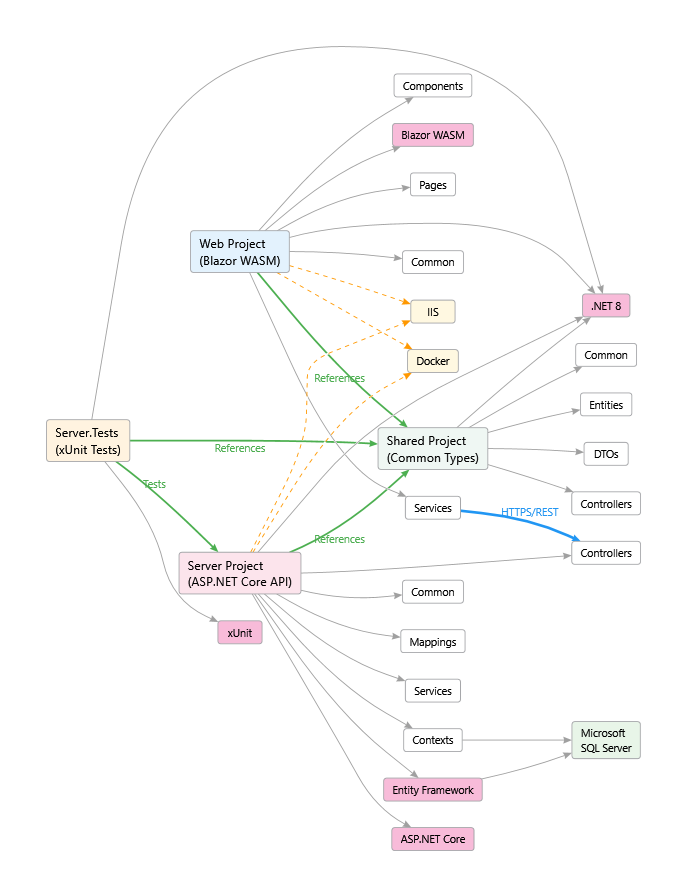 Components
Blazor WASM
Pages
Web Project
(Blazor WASM)
Common
.NET 8
IIS
Common
Docker
References
Entities
Server.Tests
(xUnit Tests)
References
Shared Project
(Common Types)
DTOs
Tests
Controllers
Services
HTTPS/REST
References
Controllers
Server Project
(ASP.NET Core API)
Common
xUnit
Mappings
Services
Contexts
Microsoft
SQL Server
Entity Framework
ASP.NET Core